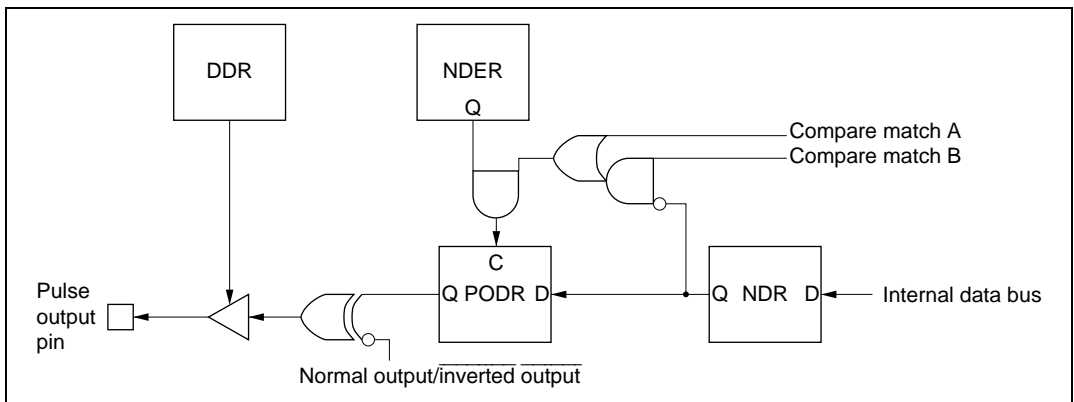 DDR
NDER
Q
Compare match A
Compare match B
C
Q PODR D
Q NDR D
Internal data bus
Pulse
output
pin
Normal output/inverted output